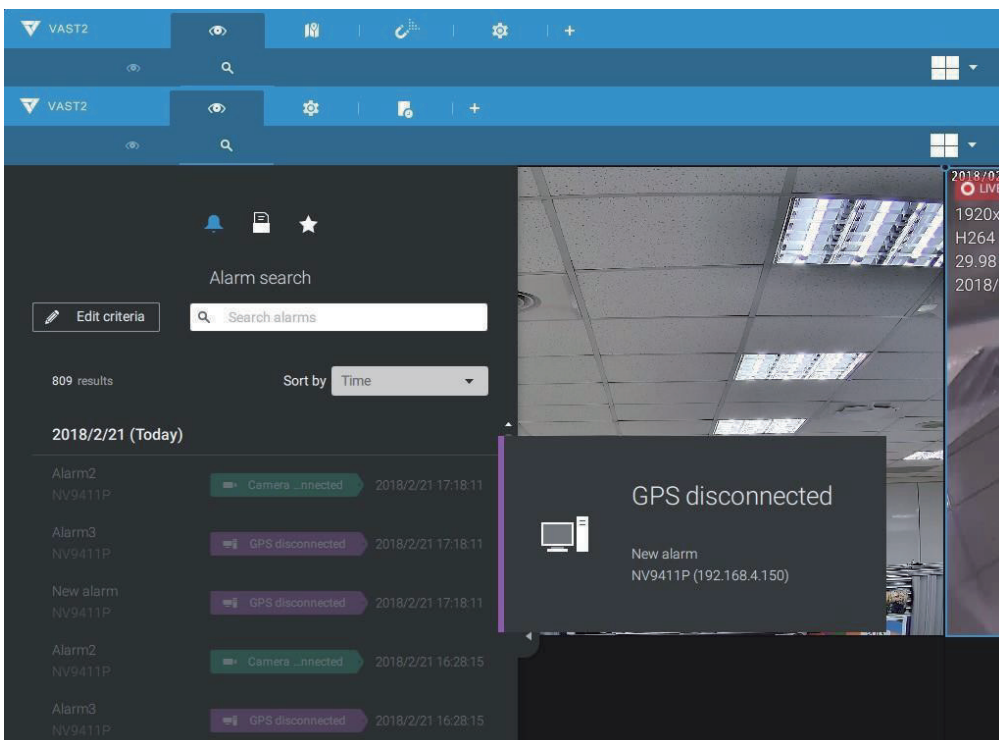 VAST2
+
VAST2
+
Alarm search
Edit criteria
Search alarms
809 results
Sort by Time
2018/2/21 (Today)
Alarm2
NV9411P
Camera ...nnected
2018/2/21 17:18:11
Alarm3
NV9411P
GPS disconnected
2018/2/21 17:18:11
New alarm
NV9411P
GPS disconnected
2018/2/21 17:18:11
Alarm2
NV9411P
Camera ...nnected
2018/2/21 16:28:15
Alarm3
NV9411P
GPS disconnected
2018/2/21 16:28:15
GPS disconnected
New alarm
NV9411P (192.168.4.150)
2018/02
LIVE
1920x
H264
29.98
2018/